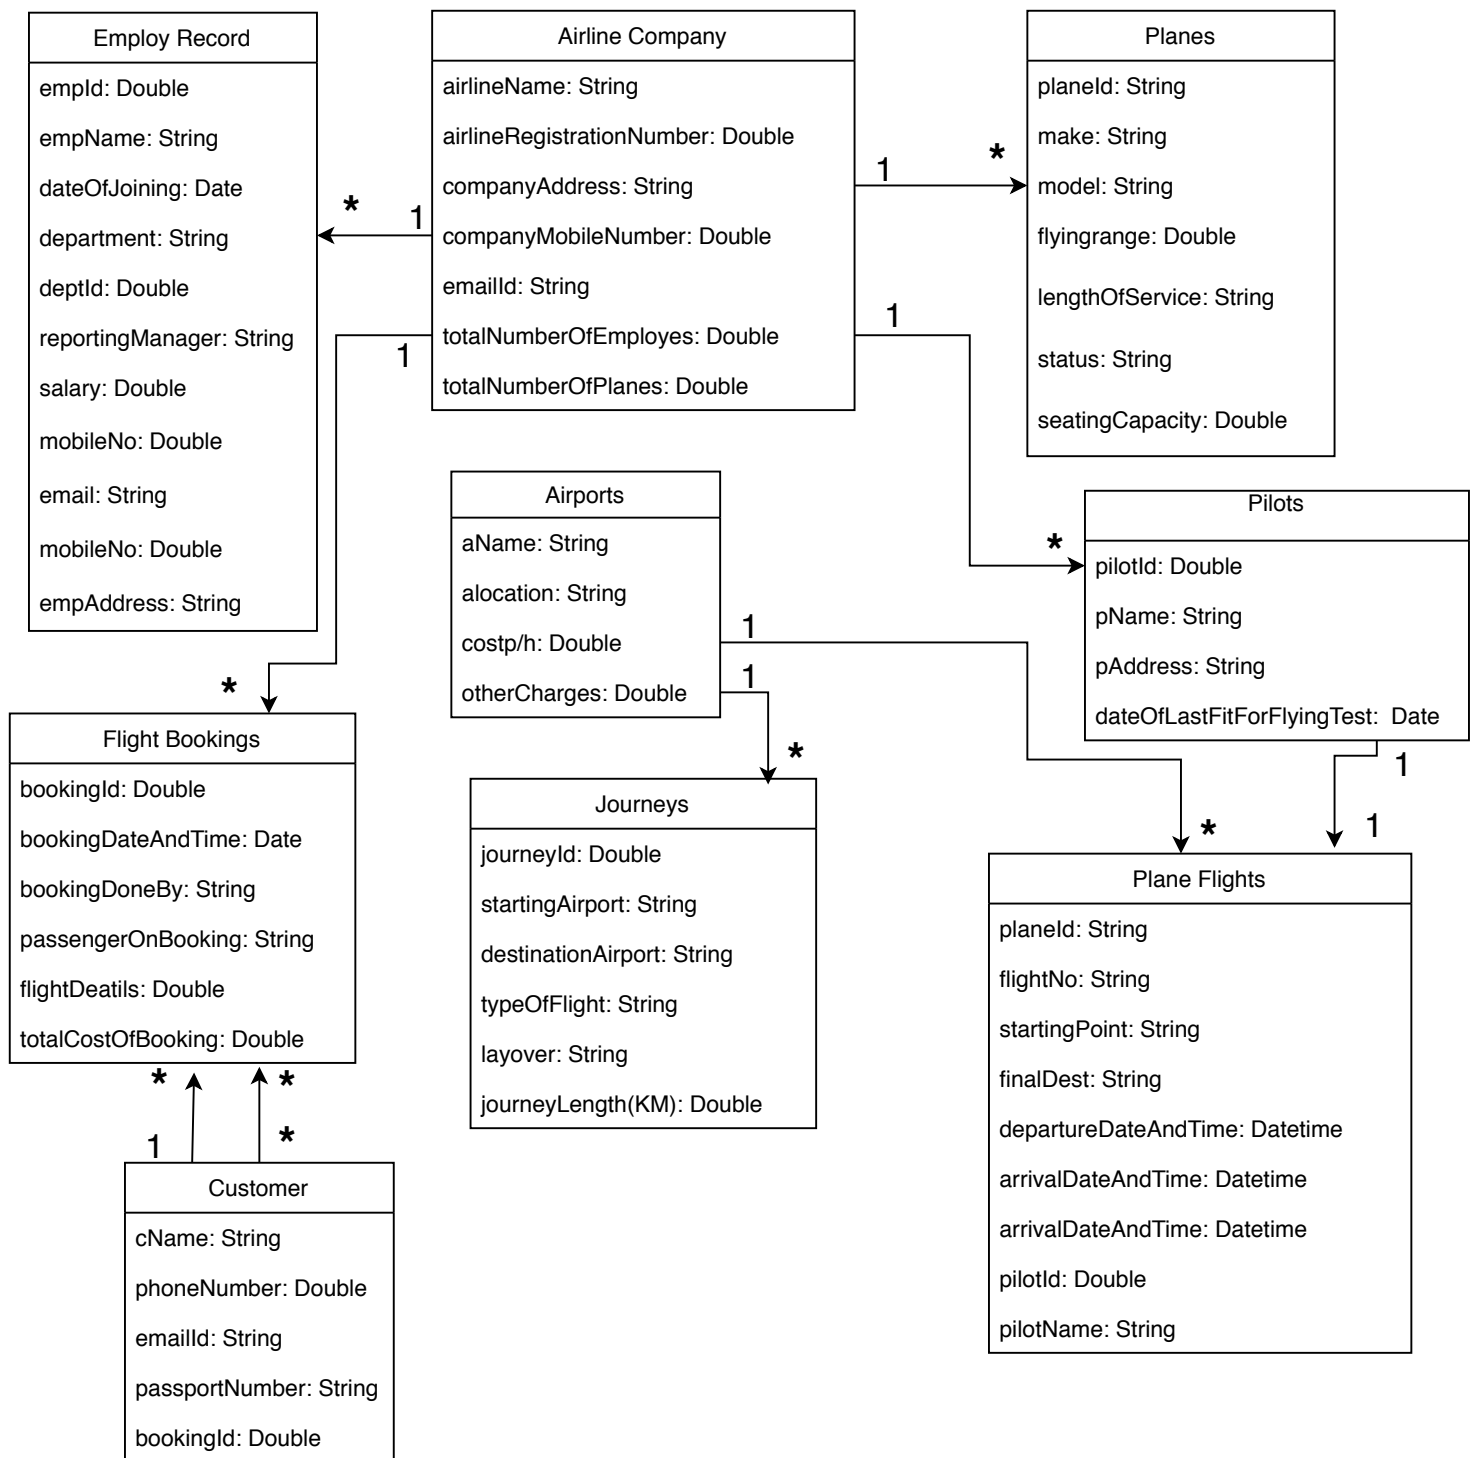 Employ Record
empId: Double
empName: String
dateOfJoining: Date
department: String
deptId: Double
reportingManager: String
salary: Double
mobileNo: Double
email: String
mobileNo: Double
empAddress: String
* 1
Airline Company
airlineName: String
airlineRegistrationNumber: Double
companyAddress: String
companyMobileNumber: Double
emailId: String
totalNumberOfEmployes: Double
totalNumberOfPlanes: Double
1 *
Planes
planeId: String
make: String
model: String
flyingrange: Double
lengthOfService: String
status: String
seatingCapacity: Double
1
*
1
*
Pilots
pilotId: Double
pName: String
pAddress: String
dateOfLastFitForFlyingTest: Date
Airports
aName: String
alocation: String
costp/h: Double
otherCharges: Double
1
*
1
*
1
1
Flight Bookings
bookingId: Double
bookingDateAndTime: Date
bookingDoneBy: String
passengerOnBooking: String
flightDeatils: Double
totalCostOfBooking: Double
* *
1 *
Journeys
journeyId: Double
startingAirport: String
destinationAirport: String
typeOfFlight: String
layover: String
journeyLength(KM): Double
Plane Flights
planeId: String
flightNo: String
startingPoint: String
finalDest: String
departureDateAndTime: Datetime
arrivalDateAndTime: Datetime
arrivalDateAndTime: Datetime
pilotId: Double
pilotName: String
Customer
cName: String
phoneNumber: Double
emailId: String
passportNumber: String
bookingId: Double